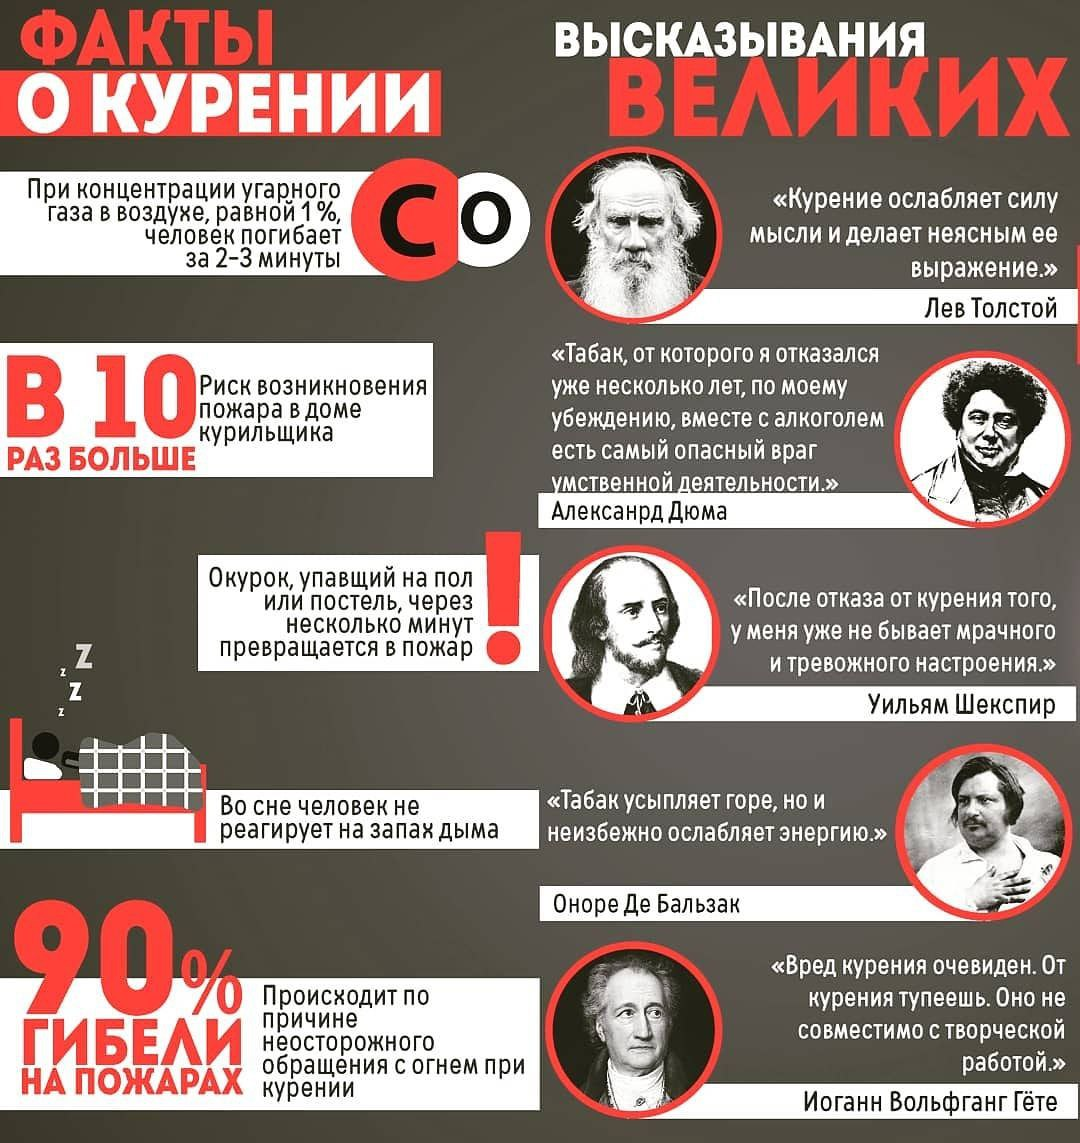 ФАКТЫ
О КУРЕНИИ
При концентрации угарного
газа в воздухе, равной 1 %,
человек погибает
за 2-3 минуты
CO
В 10
РАЗ БОЛЬШЕ
Риск возникновения
пожара в доме
курильщика
Окурок, упавший на пол
или постель, через
несколько минут
превращается в пожар
!
z
Z
Z
z
Во сне человек не
реагирует на запах дыма
90%
ГИБЕЛИ
НА ПОЖАРАХ
Происходит по
причине
неосторожного
обращения с огнем при
курении
ВЫСКАЗЫВАНИЯ
ВЕЛИКИХ
«Курение ослабляет силу
мысли и делает неясным ее
выражение.»
Лев Толстой
«Табак, от которого я отказался
уже несколько лет, по моему
убеждению, вместе с алкоголем
есть самый опасный враг
умственной деятельности.»
Алексанрд Дюма
«После отказа от курения того,
у меня уже не бывает мрачного
и тревожного настроения.»
Уильям Шекспир
«Табак усыпляет горе, но и
неизбежно ослабляет энергию.»
Оноре Де Бальзак
«Вред курения очевиден. От
курения тупеешь. Оно не
совместимо с творческой
работой.»
Иоганн Вольфганг Гёте